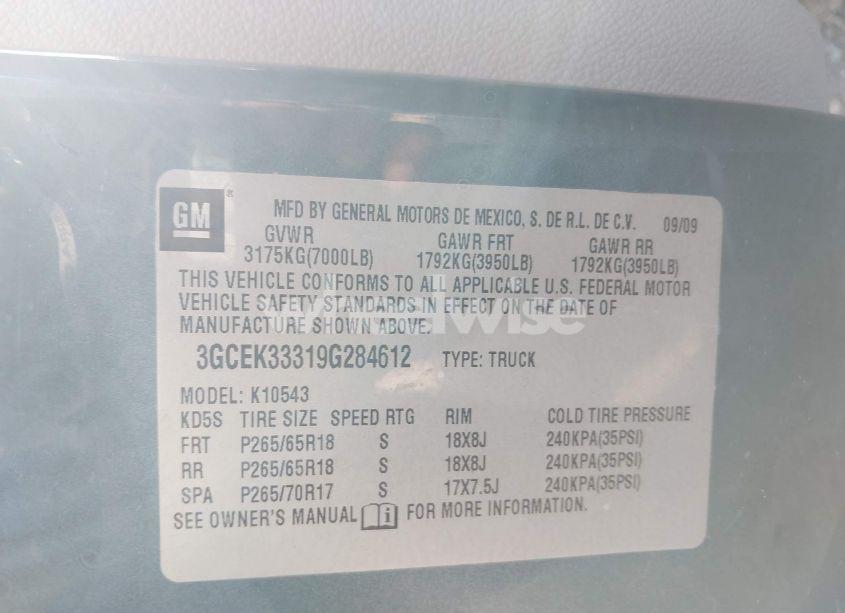 GM ® MFD BY GENERAL MOTORS DE MEXICO, S. DE R.L. DE C.V. 09/09
GVWR GAWR FRT GAWR RR
3175KG(7000LB) 1792KG(3950LB) 1792KG(3950LB)
THIS VEHICLE CONFORMS TO ALL APPLICABLE U.S. FEDERAL MOTOR
VEHICLE SAFETY STANDARDS IN EFFECT ON THE DATE OF
MANUFACTURE SHOWN ABOVE.
3GCEK33319G284612 TYPE: TRUCK
MODEL: K10543
KD5S TIRE SIZE SPEED RTG RIM COLD TIRE PRESSURE
FRT P265/65R18 S 18X8J 240KPA(35PSI)
RR P265/65R18 S 18X8J 240KPA(35PSI)
SPA P265/70R17 S 17X7.5J 240KPA(35PSI)
SEE OWNER'S MANUAL i FOR MORE INFORMATION.